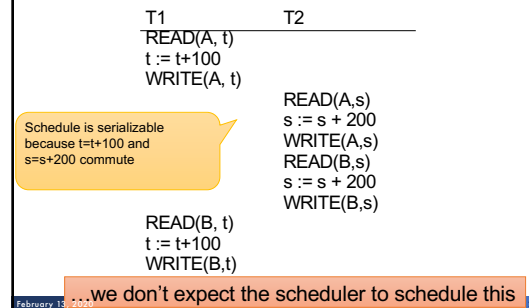 T1 T2
READ(A, t)
t := t+100
WRITE(A, t)
READ(A,s)
s := s + 200
WRITE(A,s)
READ(B,s)
s := s + 200
WRITE(B,s)
Schedule is serializable
because t=t+100 and
s=s+200 commute
READ(B, t)
t := t+100
WRITE(B,t)
…we don't expect the scheduler to schedule this
February 13, 2020